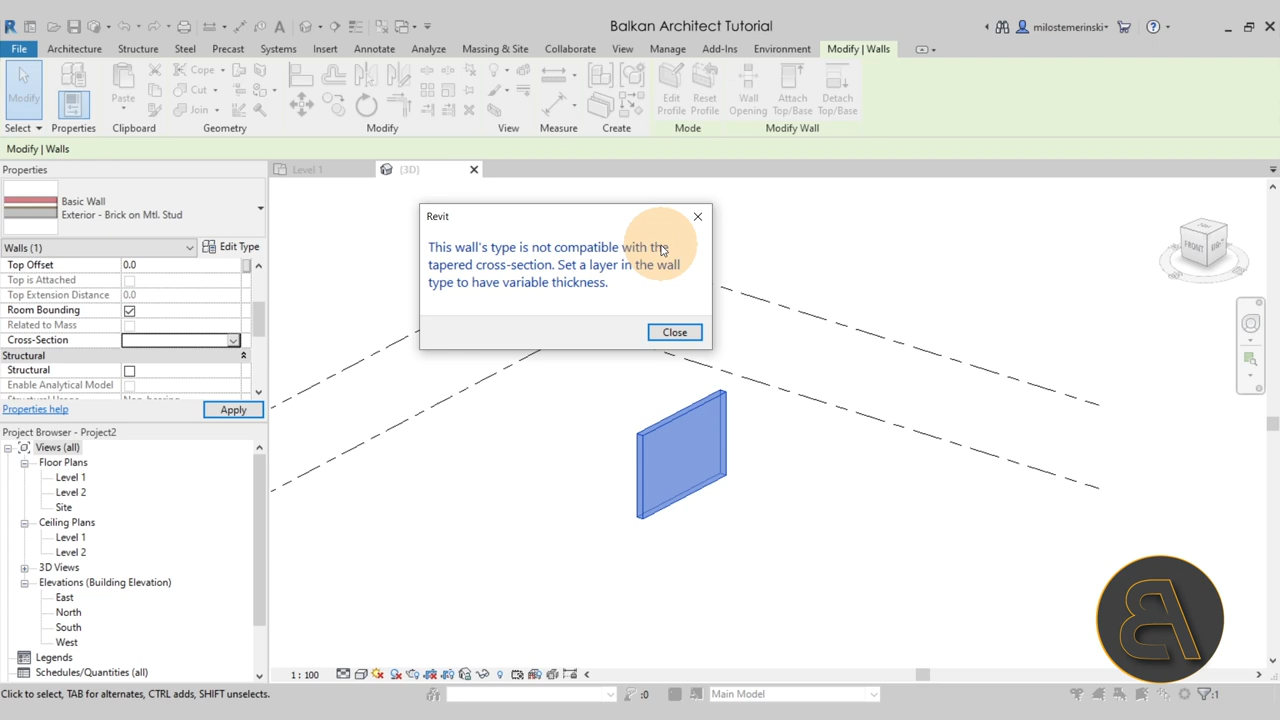 Balkan Architect Tutorial
milostemerinski
File Architecture Structure Steel Precast Systems Insert Annotate Analyze Massing & Site Collaborate View Manage Add-Ins Environment Modify | Walls
Modify
Paste
Cope
Cut
Join
Edit Profile
Reset Profile
Wall Opening
Attach Top/Base
Detach Top/Base
Select Properties Clipboard Geometry Modify View Measure Create Mode Modify Wall
Modify | Walls
Properties
Level 1
{3D}
Basic Wall
Exterior - Brick on Mtl. Stud
Walls (1)
Edit Type
Top Offset 0.0
Top is Attached
Top Extension Distance 0.0
Room Bounding
Related to Mass
Cross-Section
Structural
Structural
Enable Analytical Model
Properties help
Apply
Revit
This wall's type is not compatible with the
tapered cross-section. Set a layer in the wall
type to have variable thickness.
Close
FRONT
Project Browser - Project2
Views (all)
Floor Plans
Level 1
Level 2
Site
Ceiling Plans
Level 1
Level 2
3D Views
Elevations (Building Elevation)
East
North
South
West
Legends
Schedules/Quantities (all)
1 : 100
Click to select, TAB for alternates, CTRL adds, SHIFT unselects.
:0
Main Model
:1